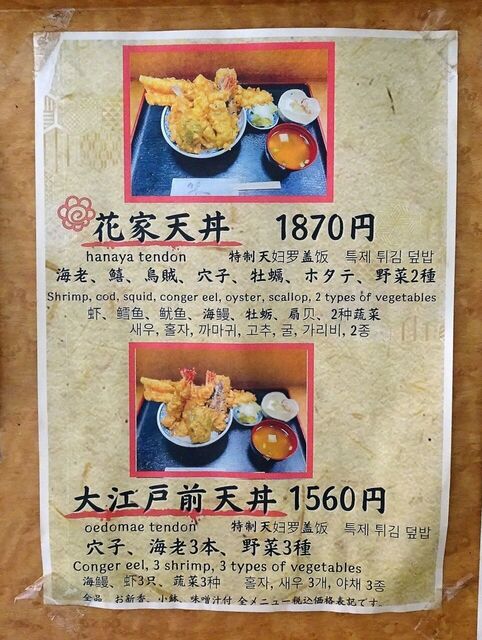 花家天丼 1870円
hanaya tendon 特制天妇罗盖饭 특제 튀김 덮밥
海老、鱚、烏賊、穴子、牡蠣、ホタテ、野菜2種
Shrimp, cod, squid, conger eel, oyster, scallop, 2 types of vegetables
虾、鳕鱼、鱿鱼、海鳗、牡蛎、扇贝、2种蔬菜
새우, 홀자, 까마귀, 고추, 굴, 가리비, 2종
大江戸前天丼 1560円
oedomae tendon 特制天妇罗盖饭 특제 튀김 덮밥
穴子、海老3本、野菜3種
Conger eel, 3 shrimp, 3 types of vegetables
海鳗、虾3只、蔬菜3种 홀자, 새우 3개, 야채 3종
全品 お新香、小鉢、味噌汁付 全メニュー税込価格表記です。